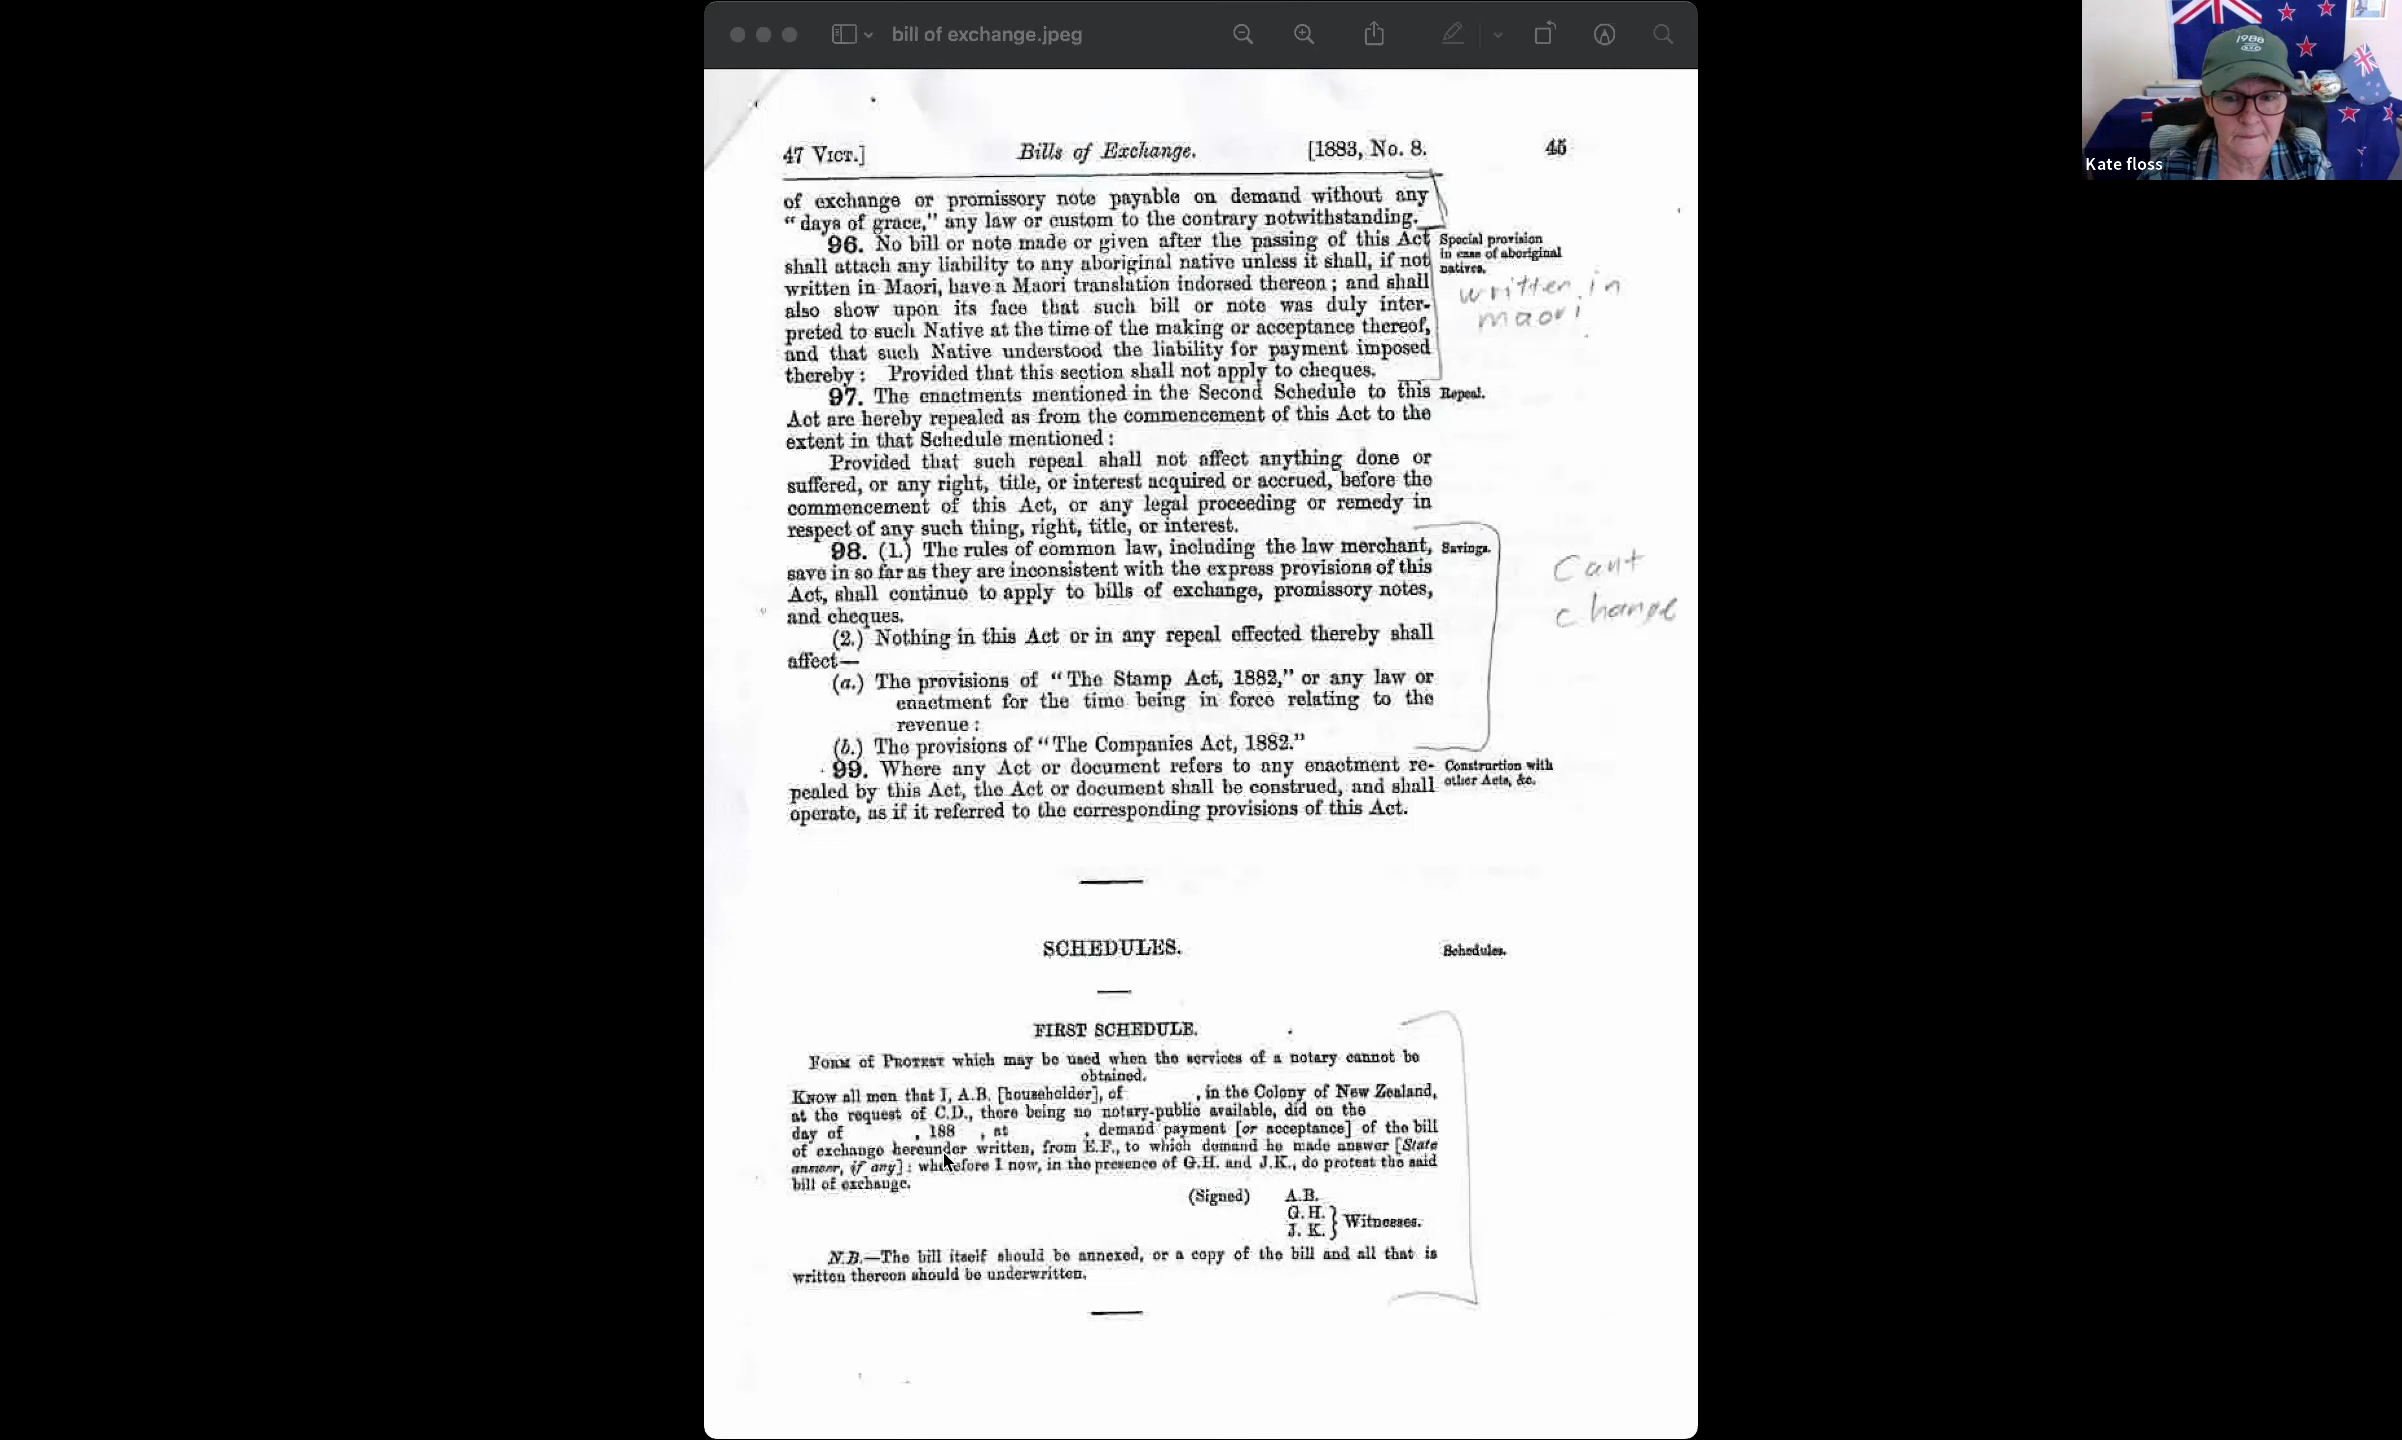 bill of exchange.jpeg
1986
Kate floss
47 VICT.] Bills of Exchange. [1883, No. 8. 45
of exchange or promissory note payable on demand without any
“days of grace,” any law or custom to the contrary notwithstanding.
96. No bill or note made or given after the passing of this Act
shall attach any liability to any aboriginal native unless it shall, if not
written in Maori, have a Maori translation indorsed thereon; and shall
also show upon its face that such bill or note was duly inter-
preted to such Native at the time of the making or acceptance thereof,
and that such Native understood the liability for payment imposed
thereby: Provided that this section shall not apply to cheques.
Special provision
in case of aboriginal
natives.
written in
maori
97. The enactments mentioned in the Second Schedule to this
Act are hereby repealed as from the commencement of this Act to the
extent in that Schedule mentioned:
Repeal.
Provided that such repeal shall not affect anything done or
suffered, or any right, title, or interest acquired or accrued, before the
commencement of this Act, or any legal proceeding or remedy in
respect of any such thing, right, title, or interest.
98. (1.) The rules of common law, including the law merchant,
save in so far as they are inconsistent with the express provisions of this
Act, shall continue to apply to bills of exchange, promissory notes,
and cheques.
Savings.
Cant
change
(2.) Nothing in this Act or in any repeal effected thereby shall
affect—
(a.) The provisions of “The Stamp Act, 1882,” or any law or
enactment for the time being in force relating to the
revenue:
(b.) The provisions of “The Companies Act, 1882.”
99. Where any Act or document refers to any enactment re-
pealed by this Act, the Act or document shall be construed, and shall
operate, as if it referred to the corresponding provisions of this Act.
Construction with
other Acts, &c.
SCHEDULES.
Schedules.
FIRST SCHEDULE.
FORM of PROTEST which may be used when the services of a notary cannot be
obtained.
KNOW all men that I, A.B. [householder], of , in the Colony of New Zealand,
at the request of C.D., there being no notary-public available, did on the
day of , 188 , at , demand payment [or acceptance] of the bill
of exchange hereunder written, from E.F., to which demand he made answer [State
answer, if any]: wherefore I now, in the presence of G.H. and J.K., do protest the said
bill of exchange.
(Signed) A.B.
G.H.
J.K. } Witnesses.
N.B.—The bill itself should be annexed, or a copy of the bill and all that is
written thereon should be underwritten.